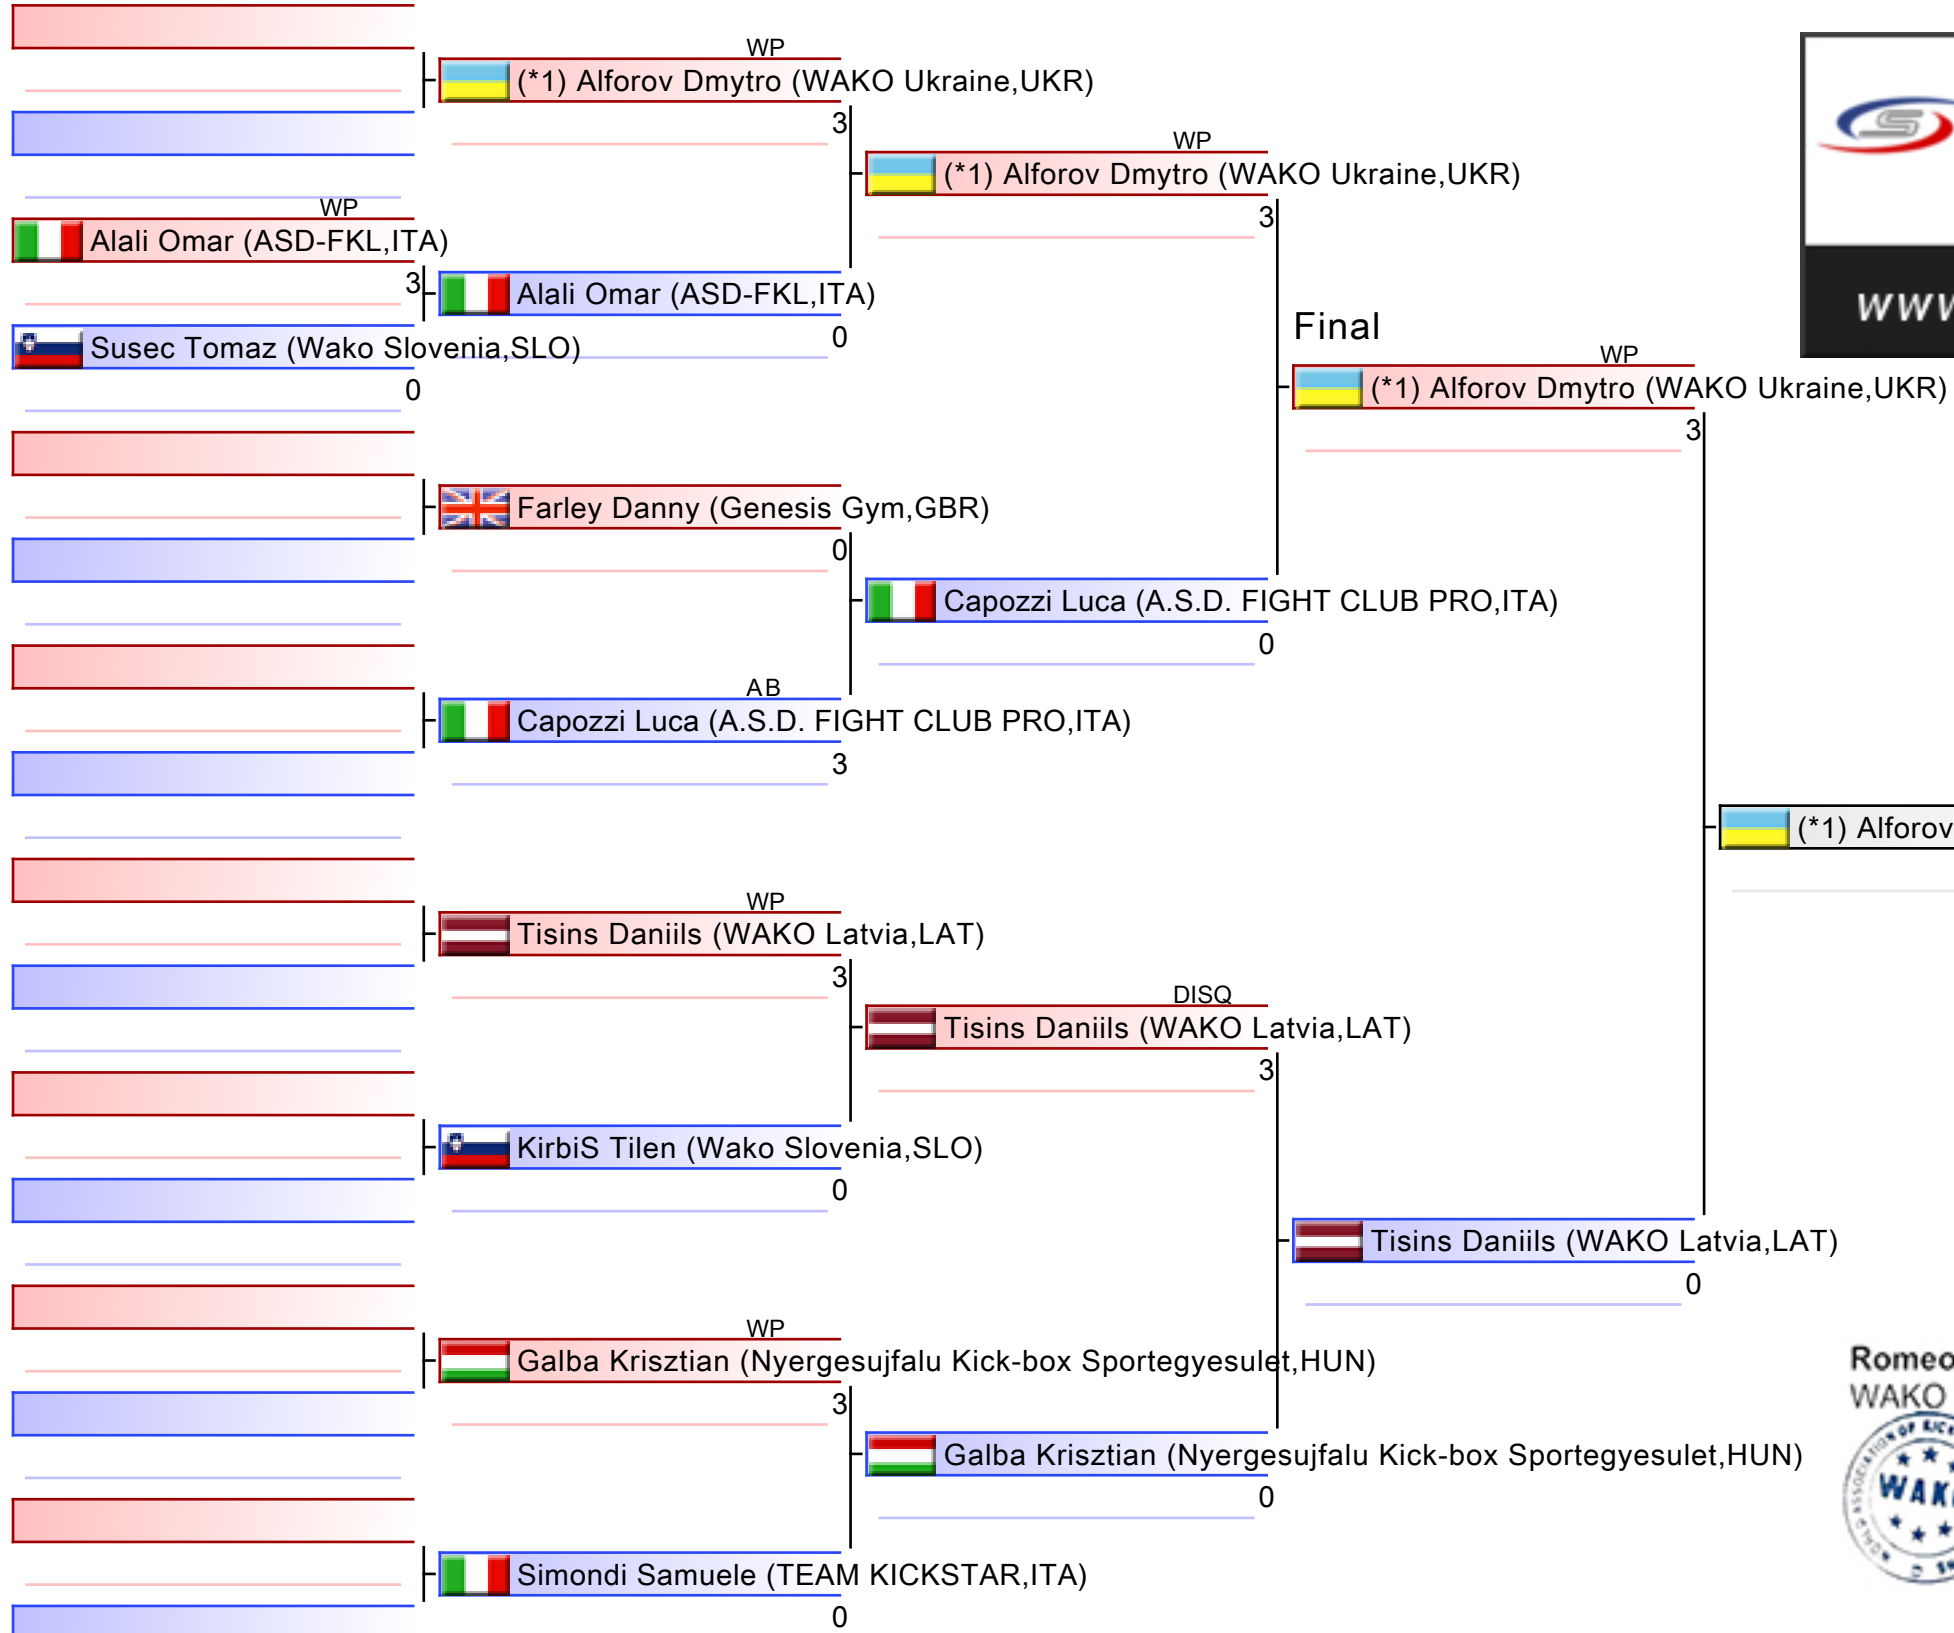 WP
(*1) Alforov Dmytro (WAKO Ukraine,UKR)
3
WP
(*1) Alforov Dmytro (WAKO Ukraine,UKR)
3
WP
Alali Omar (ASD-FKL,ITA)
3
Alali Omar (ASD-FKL,ITA)
0
Susec Tomaz (Wako Slovenia,SLO)
0
Final
WP
(*1) Alforov Dmytro (WAKO Ukraine,UKR)
3
www
Farley Danny (Genesis Gym,GBR)
0
Capozzi Luca (A.S.D. FIGHT CLUB PRO,ITA)
0
AB
Capozzi Luca (A.S.D. FIGHT CLUB PRO,ITA)
3
(*1) Alforov
WP
Tisins Daniils (WAKO Latvia,LAT)
3
DISQ
Tisins Daniils (WAKO Latvia,LAT)
3
KirbiS Tilen (Wako Slovenia,SLO)
0
Tisins Daniils (WAKO Latvia,LAT)
0
WP
Galba Krisztian (Nyergesujfalu Kick-box Sportegyesulet,HUN)
3
Galba Krisztian (Nyergesujfalu Kick-box Sportegyesulet,HUN)
0
Simondi Samuele (TEAM KICKSTAR,ITA)
0
Romeo
WAKO